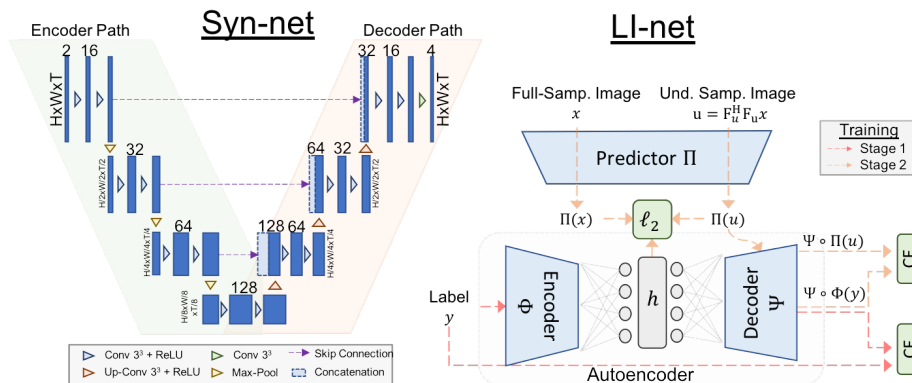 Syn-net
Encoder Path
Decoder Path
2 16
32 16 4
HxWxT
HxWxT
32
64 32
H/2xW/2xT/2
H/2xW/2xT/2
64
128 64
H/4xW/4xT/4
H/4xW/4xT/4
128
H/8xW/8
xT/8
Conv 3³ + ReLU
Conv 3³
Skip Connection
Up-Conv 3³ + ReLU
Max-Pool
Concatenation
LI-net
Full-Samp. Image
x
Und. Samp. Image
u = F_u^H F_u x
Training
Stage 1
Stage 2
Predictor Π
Π(x)
ℓ₂
Π(u)
Encoder
Φ
h
Decoder
Ψ
Ψ ∘ Π(u)
Ψ ∘ Φ(y)
CE
CE
Label
y
Autoencoder